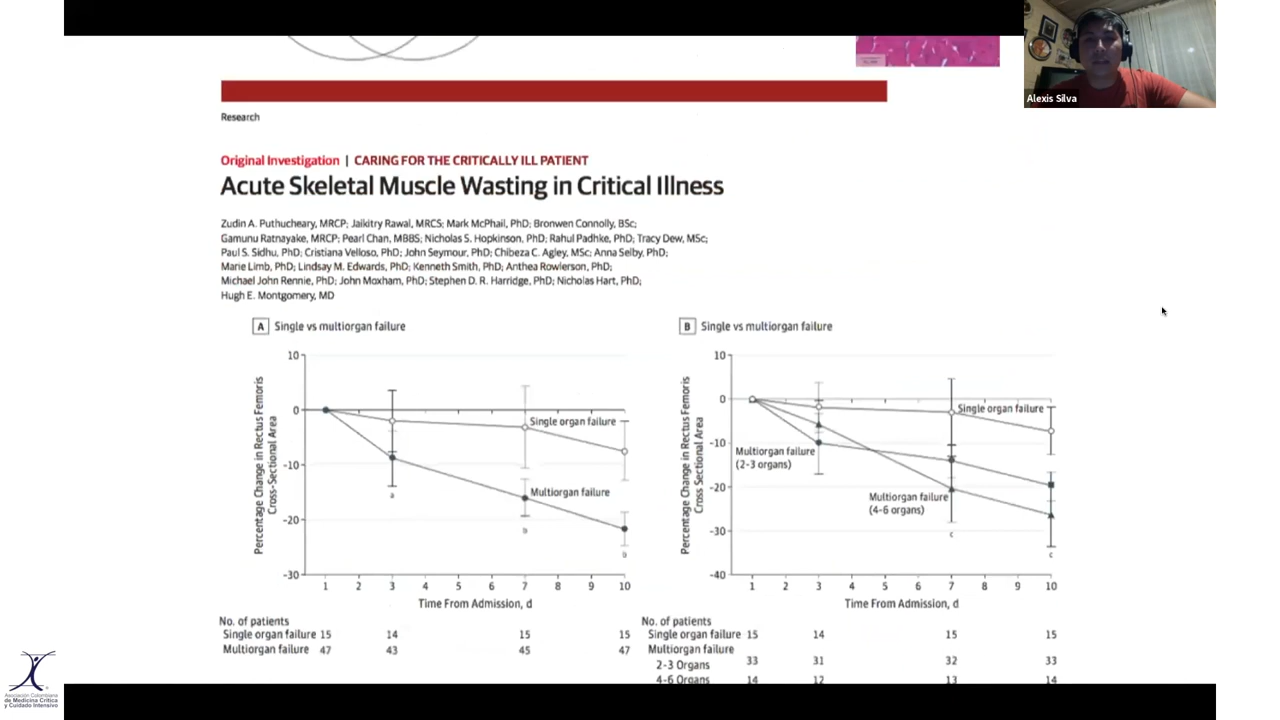 Alexis Silva
Research
Original Investigation | CARING FOR THE CRITICALLY ILL PATIENT
Acute Skeletal Muscle Wasting in Critical Illness
Zudin A. Puthucheary, MRCP; Jaikitry Rawal, MRCS; Mark McPhail, PhD; Bronwen Connolly, BSc;
Gamunu Ratnayake, MRCP; Pearl Chan, MBBS; Nicholas S. Hopkinson, PhD; Rahul Padhke, PhD; Tracy Dew, MSc;
Paul S. Sidhu, PhD; Cristiana Velloso, PhD; John Seymour, PhD; Chibeza C. Agley, MSc; Anna Selby, PhD;
Marie Limb, PhD; Lindsay M. Edwards, PhD; Kenneth Smith, PhD; Anthea Rowlerson, PhD;
Michael John Rennie, PhD; John Moxham, PhD; Stephen D. R. Harridge, PhD; Nicholas Hart, PhD;
Hugh E. Montgomery, MD
A Single vs multiorgan failure
Percentage Change in Rectus Femoris
Cross-Sectional Area
10
0
-10
-20
-30
Single organ failure
Multiorgan failure
a
b
b
1 2 3 4 5 6 7 8 9 10
Time From Admission, d
No. of patients
Single organ failure 15 14 15 15
Multiorgan failure 47 43 45 47
B Single vs multiorgan failure
Percentage Change in Rectus Femoris
Cross Sectional Area
10
0
-10
-20
-30
-40
Single organ failure
Multiorgan failure
(2-3 organs)
Multiorgan failure
(4-6 organs)
c
c
1 2 3 4 5 6 7 8 9 10
Time From Admission, d
No. of patients
Single organ failure 15 14 15 15
Multiorgan failure
2-3 Organs 33 31 32 33
4-6 Organs 14 12 13 14
Asociación Colombiana
de Medicina Crítica
y Cuidado Intensivo